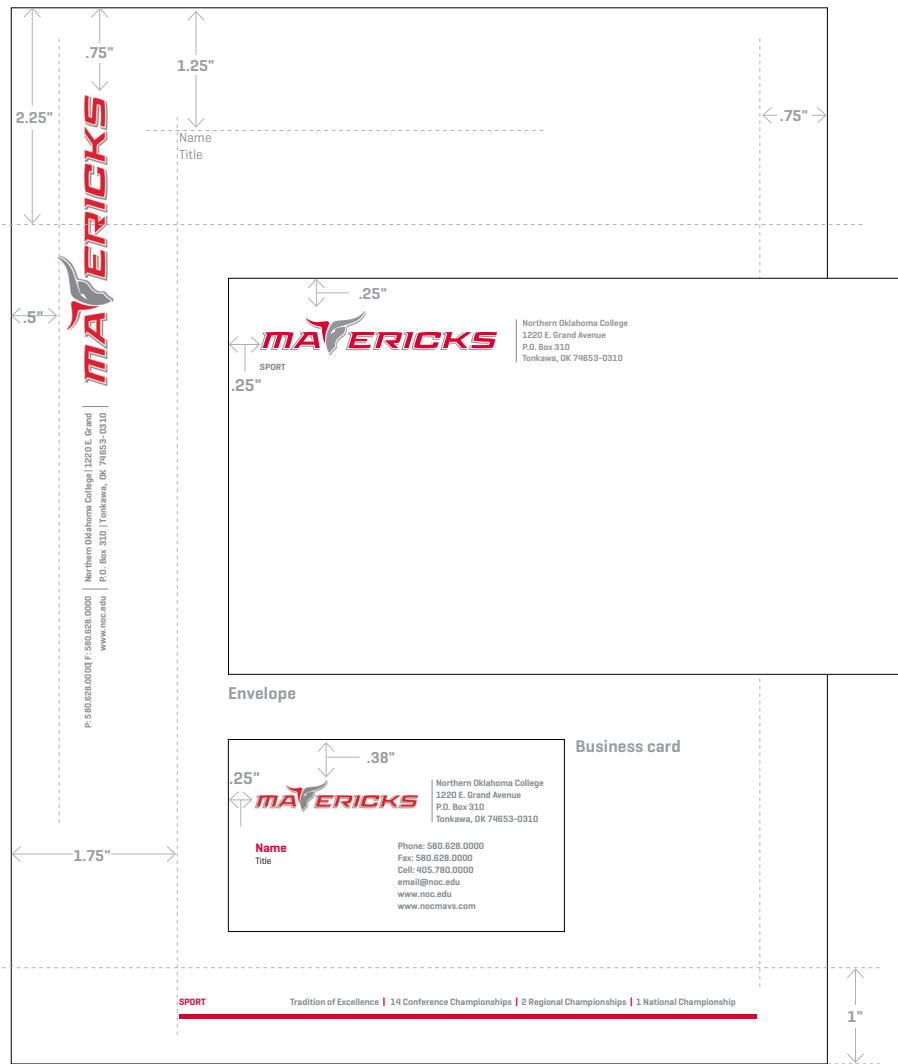 .75"
1.25"
2.25"
.75"
.5"
MAVERICKS
Northern Oklahoma College | 1220 E. Grand
P.O. Box 310 | Tonkawa, OK 74653-0310
P: 580.628.0000| F: 580.628.0000
www.noc.edu
Name
Title
.25"
.25"
MAVERICKS
SPORT
Northern Oklahoma College
1220 E. Grand Avenue
P.O. Box 310
Tonkawa, OK 74653-0310
Envelope
Business card
.38"
.25"
MAVERICKS
Northern Oklahoma College
1220 E. Grand Avenue
P.O. Box 310
Tonkawa, OK 74653-0310
Name
Title
Phone: 580.628.0000
Fax: 580.628.0000
Cell: 405.780.0000
email@noc.edu
www.noc.edu
www.nocmavs.com
1.75"
SPORT
Tradition of Excellence | 14 Conference Championships | 2 Regional Championships | 1 National Championship
1"